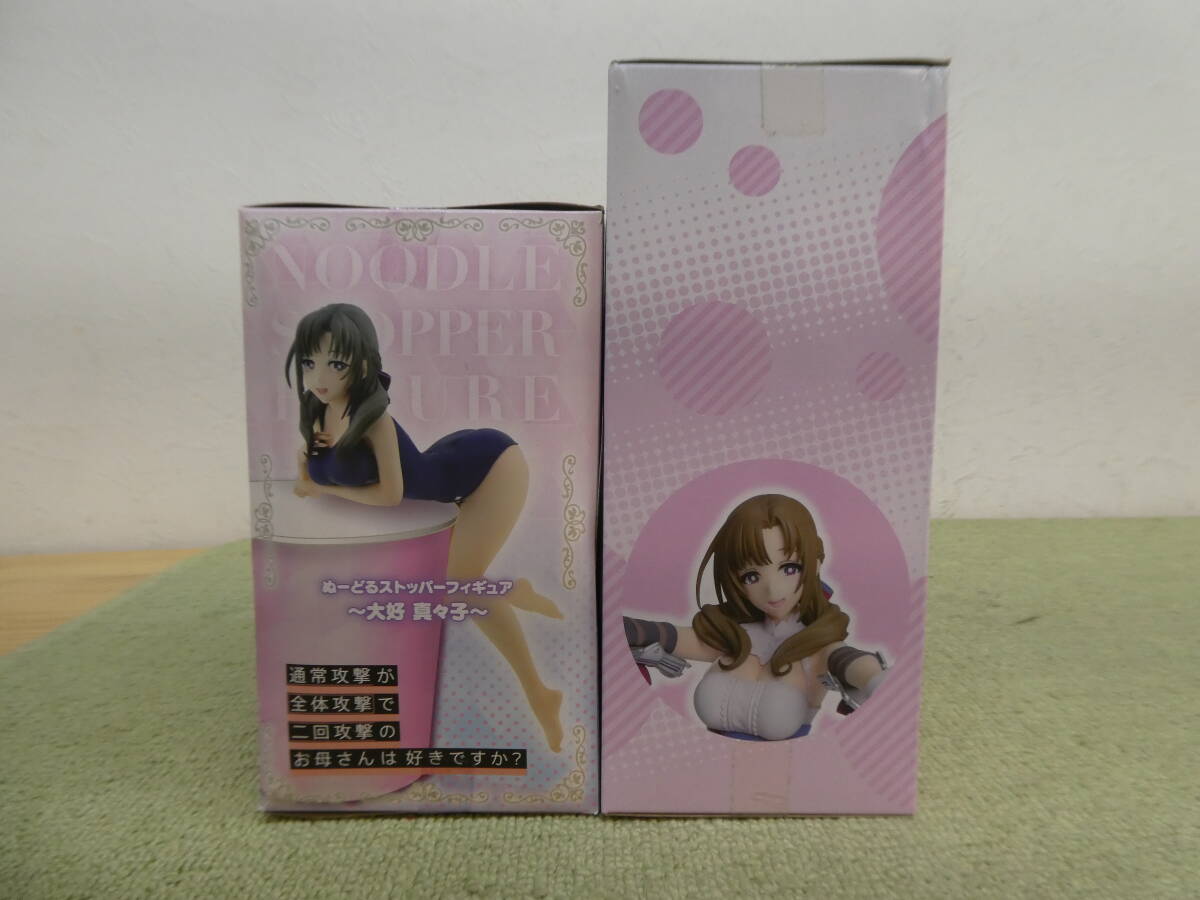 NOODLE
STOPPER
FIGURE
ぬーどるストッパーフィギュア
～大好 真々子～
通常攻撃が
全体攻撃で
二回攻撃の
お母さんは好きですか?